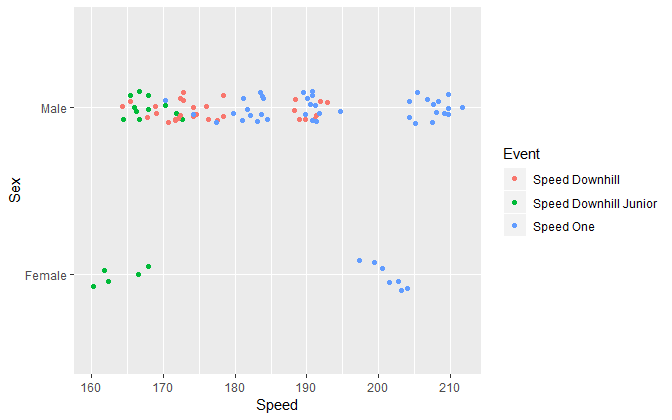 Sex
Male
Female
160 170 180 190 200 210
Speed
Event
Speed Downhill
Speed Downhill Junior
Speed One